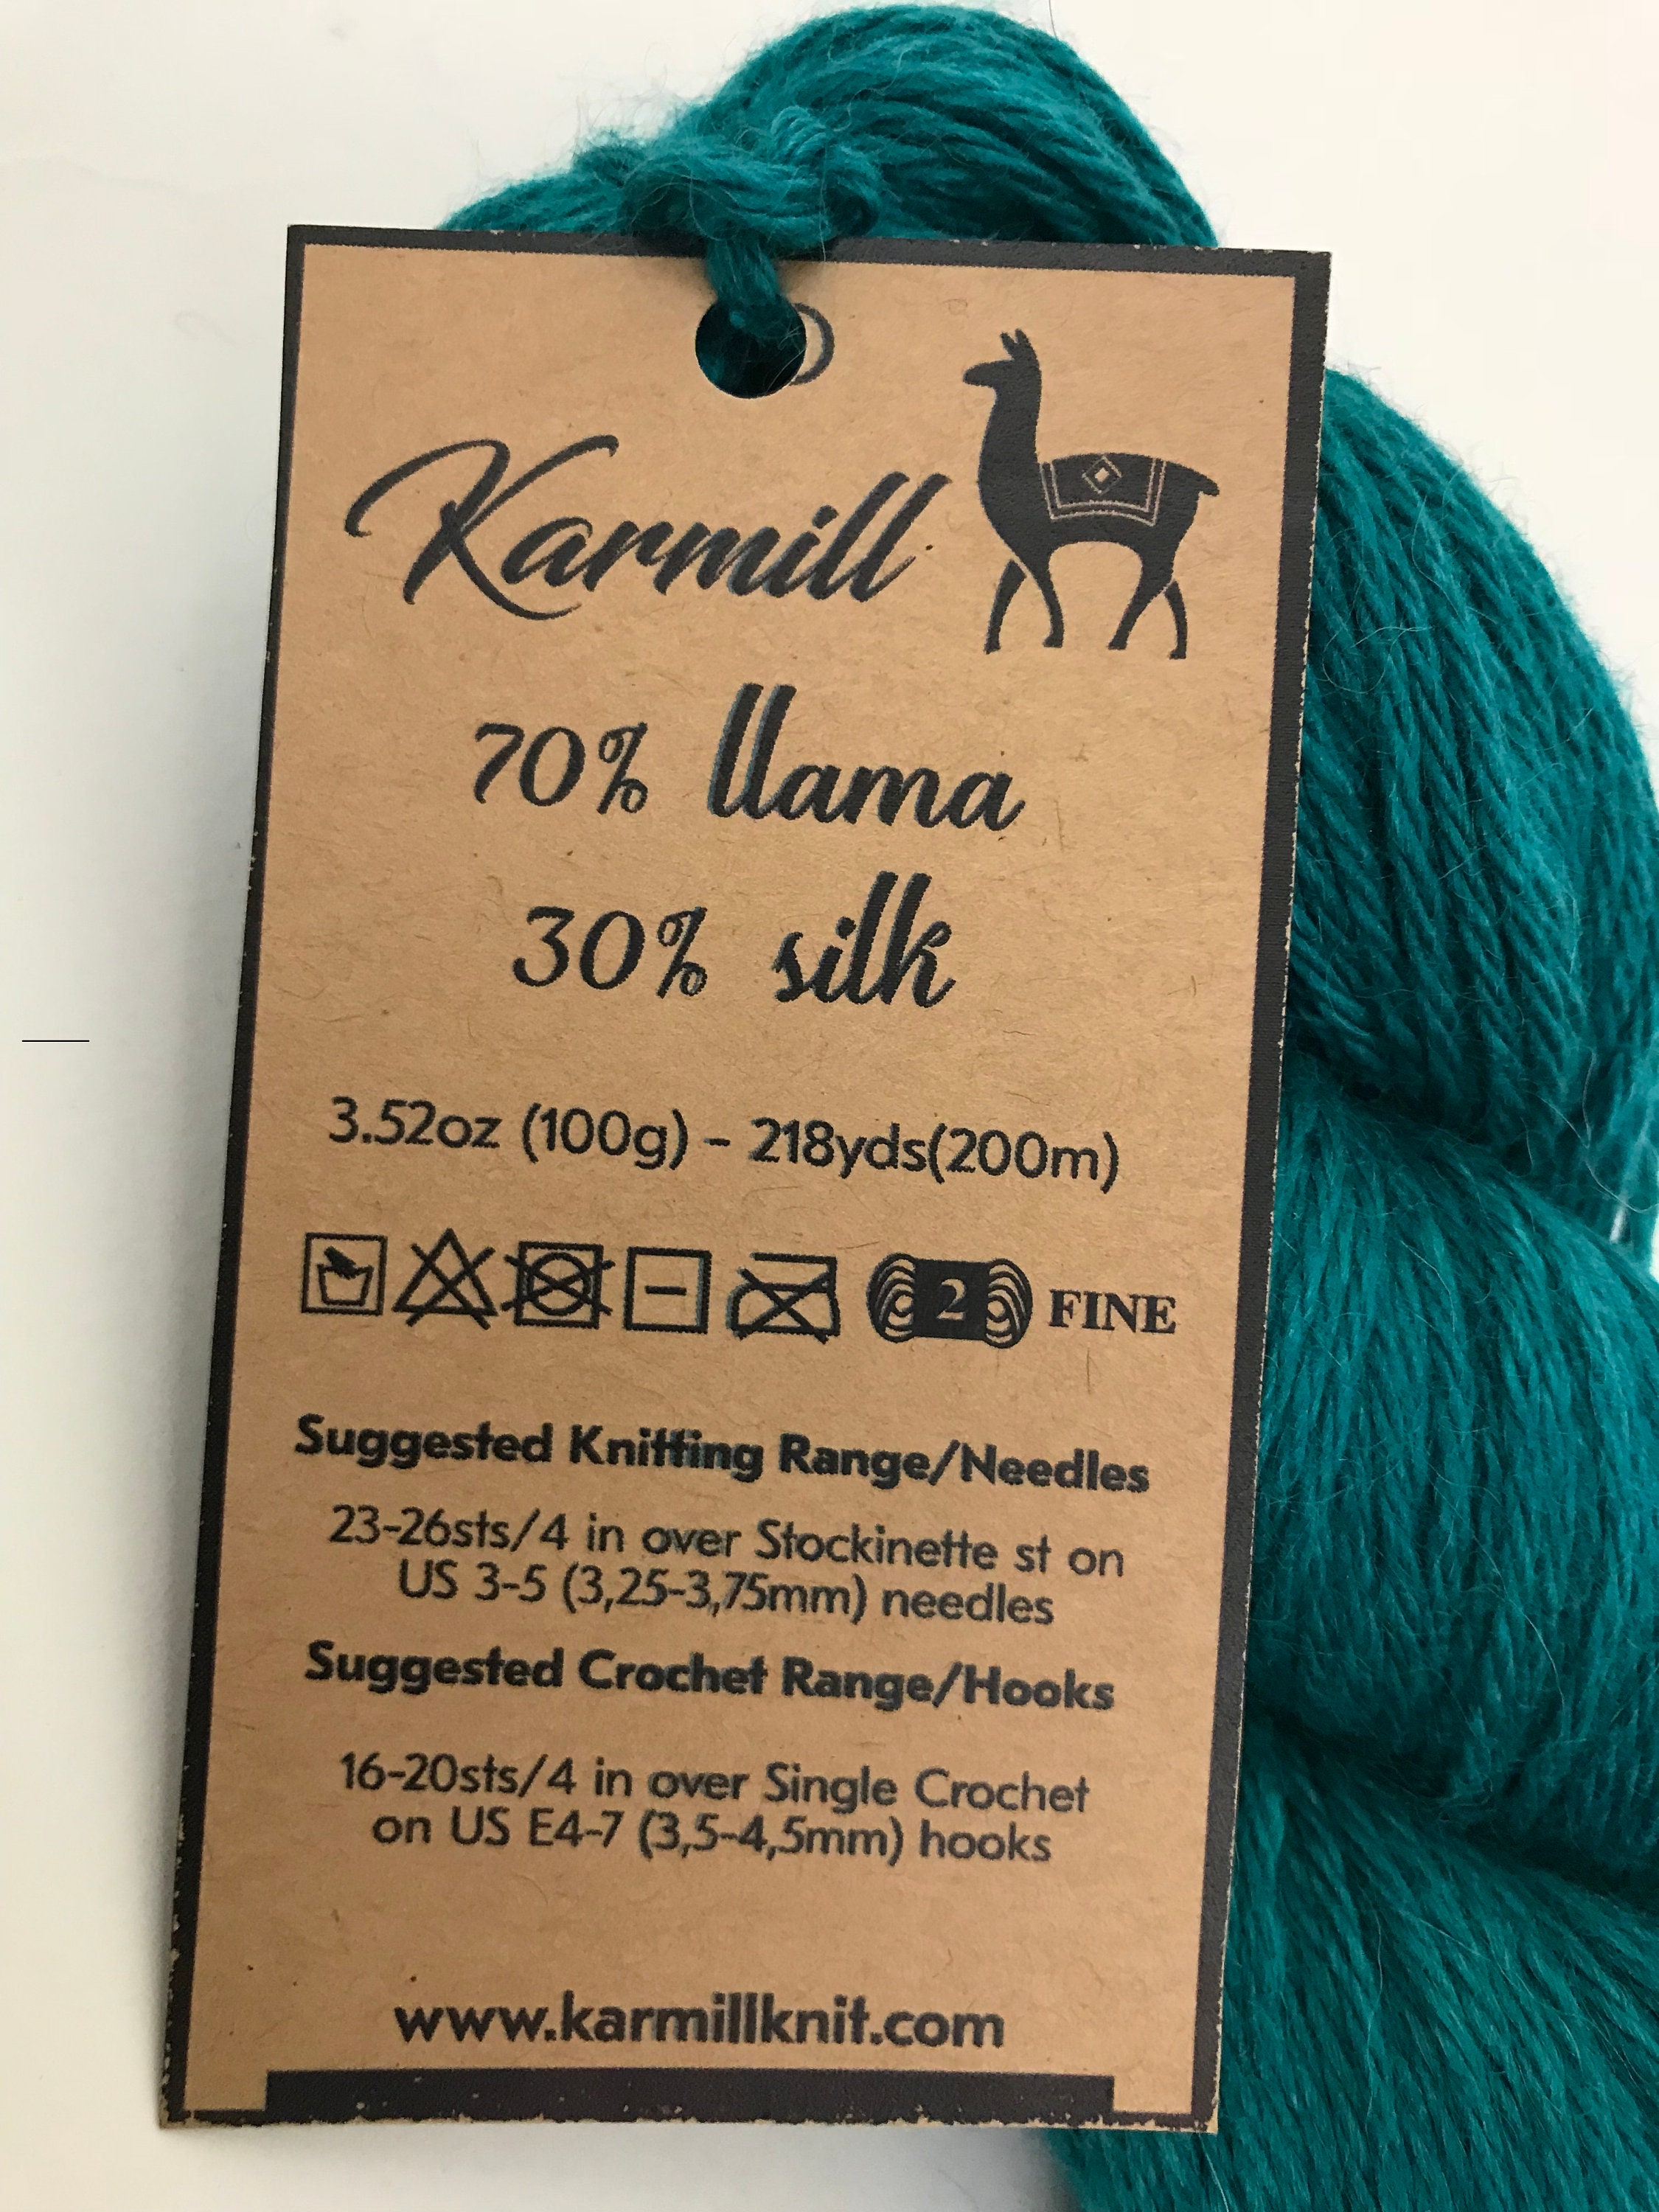 Karmill
70% llama
30% silk
3.52oz (100g) - 218yds(200m)
2 FINE
Suggested Knitting Range/Needles
23-26sts/4 in over Stockinette st on
US 3-5 (3,25-3,75mm) needles
Suggested Crochet Range/Hooks
16-20sts/4 in over Single Crochet
on US E4-7 (3,5-4,5mm) hooks
www.karmillknit.com